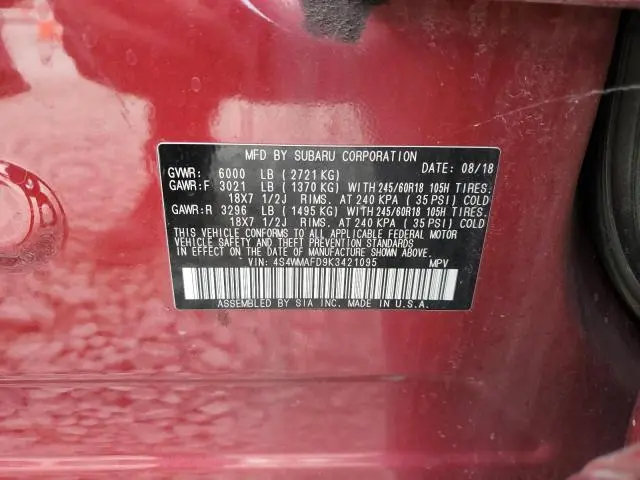 MFD BY SUBARU CORPORATION
GVWR: 6000 LB ( 2721 KG) DATE: 08/18
GAWR:F 3021 LB ( 1370 KG) WITH 245/60R18 105H TIRES.
18X7 1/2J RIMS. AT 240 KPA ( 35 PSI) COLD
GAWR:R 3296 LB ( 1495 KG) WITH 245/60R18 105H TIRES.
18X7 1/2J RIMS. AT 240 KPA ( 35 PSI) COLD
THIS VEHICLE CONFORMS TO ALL APPLICABLE FEDERAL MOTOR
VEHICLE SAFETY AND THEFT PREVENTION STANDARDS
IN EFFECT ON THE DATE OF MANUFACTURE SHOWN ABOVE.
VIN: 4S4WMAFD9K3421095 MPV
ASSEMBLED BY SIA INC. MADE IN U.S.A.